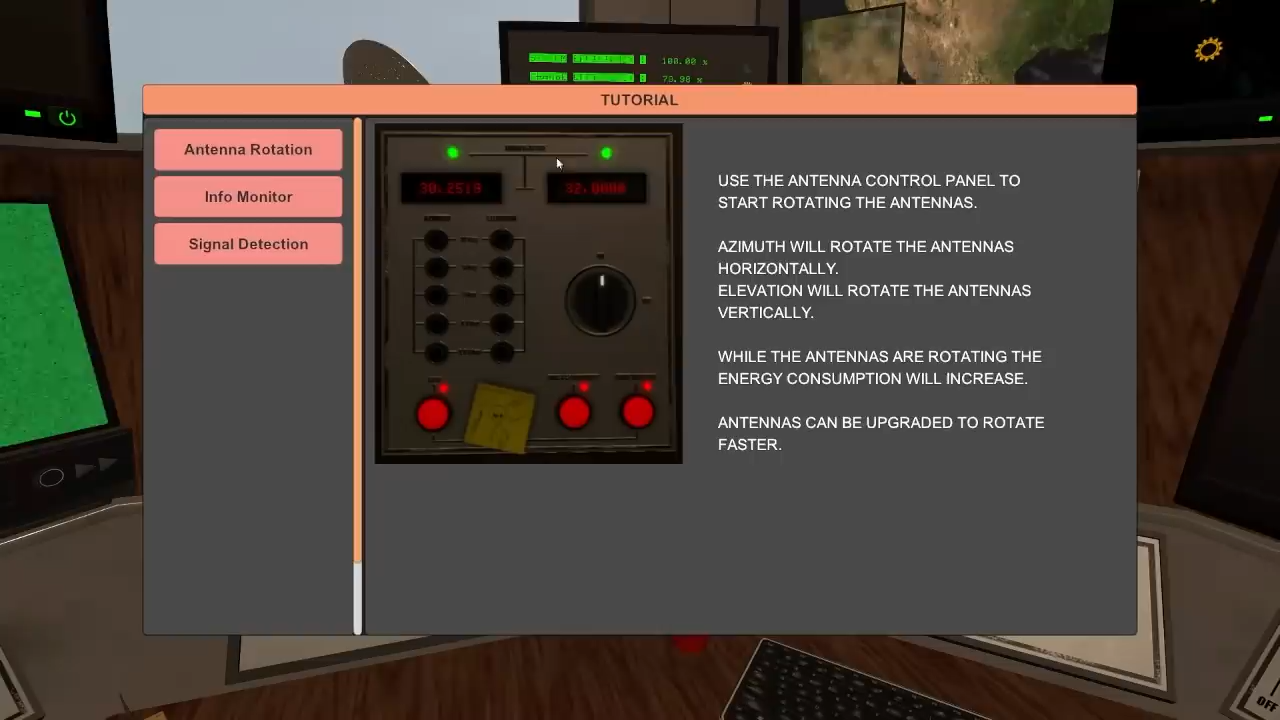 100.00 %
TUTORIAL
Antenna Rotation
Info Monitor
Signal Detection
USE THE ANTENNA CONTROL PANEL TO
START ROTATING THE ANTENNAS.
AZIMUTH WILL ROTATE THE ANTENNAS
HORIZONTALLY.
ELEVATION WILL ROTATE THE ANTENNAS
VERTICALLY.
WHILE THE ANTENNAS ARE ROTATING THE
ENERGY CONSUMPTION WILL INCREASE.
ANTENNAS CAN BE UPGRADED TO ROTATE
FASTER.
OFF